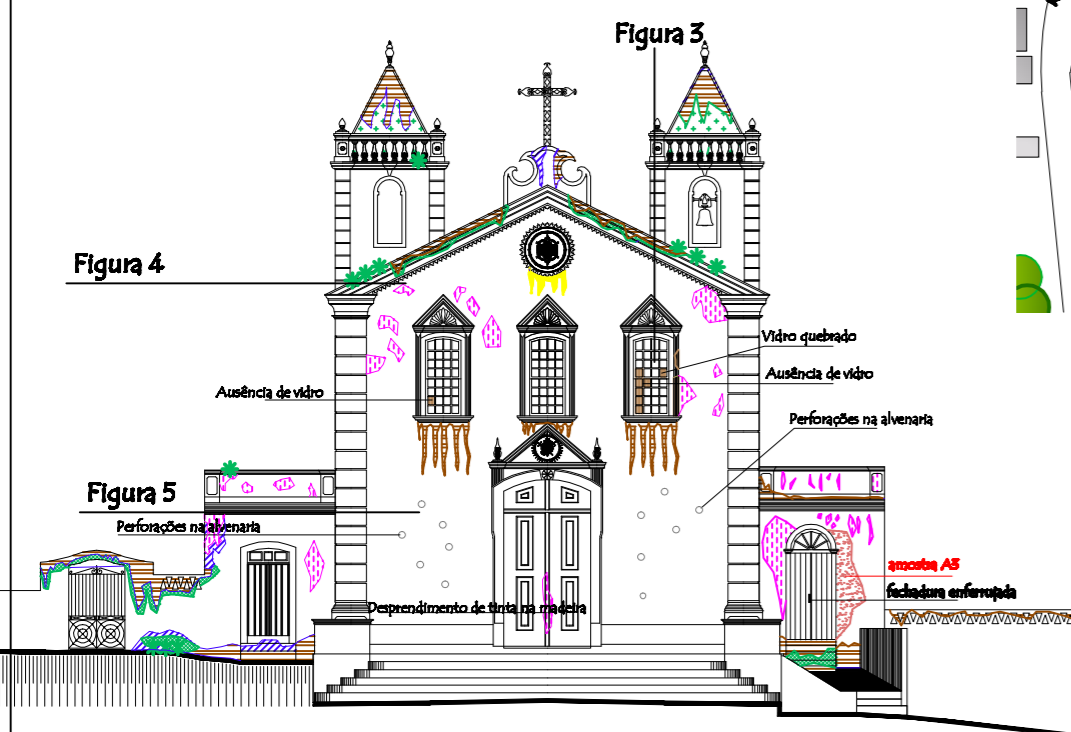 Figura 3
Figura 4
Vidro quebrado
Ausência de vidro
Ausência de vidro
Perforações na alvenaria
Figura 5
Perforações na alvenaria
amostra A3
fechadura enferrujada
Desprendimento de tinta na madeira